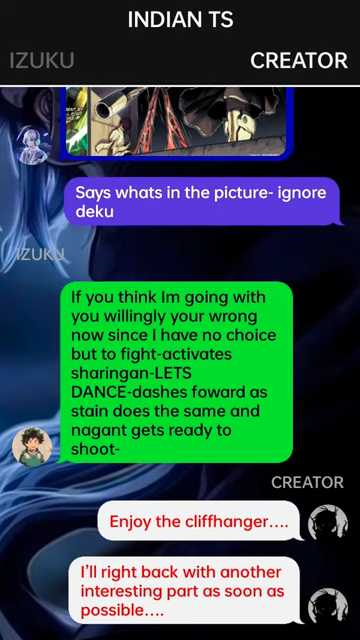 INDIAN TS
IZUKU
CREATOR
Says whats in the picture- ignore
deku
IZUKU
If you think Im going with
you willingly your wrong
now since I have no choice
but to fight-activates
sharingan-LETS
DANCE-dashes foward as
stain does the same and
nagant gets ready to
shoot-
CREATOR
Enjoy the cliffhanger....
I’ll right back with another
interesting part as soon as
possible....